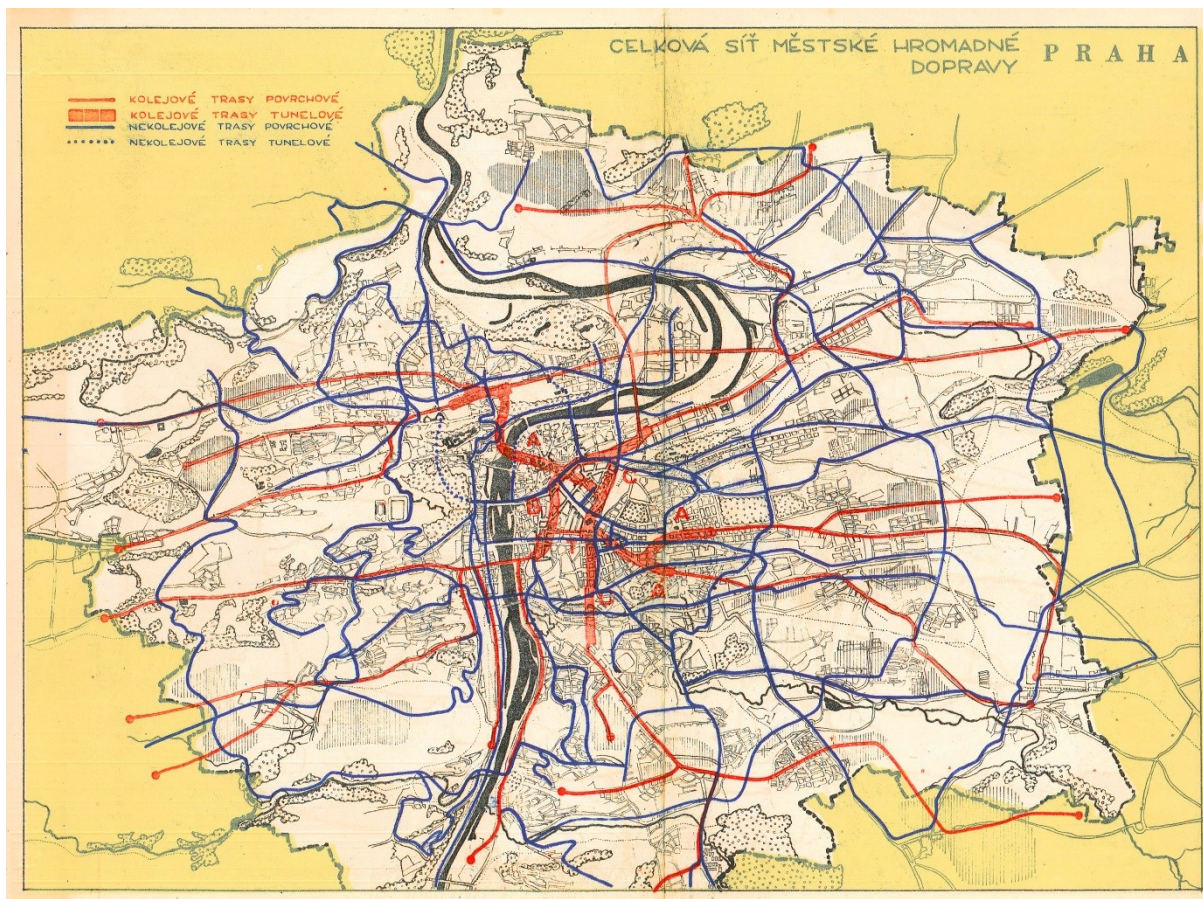 CELKOVÁ SÍŤ MĚSTSKÉ HROMADNÉ
DOPRAVY
PRAHA
KOLEJOVÉ TRASY POVRCHOVÉ
KOLEJOVÉ TRASY TUNELOVÉ
NEKOLEJOVÉ TRASY POVRCHOVÉ
NEKOLEJOVÉ TRASY TUNELOVÉ
A
C
B
A
C
B